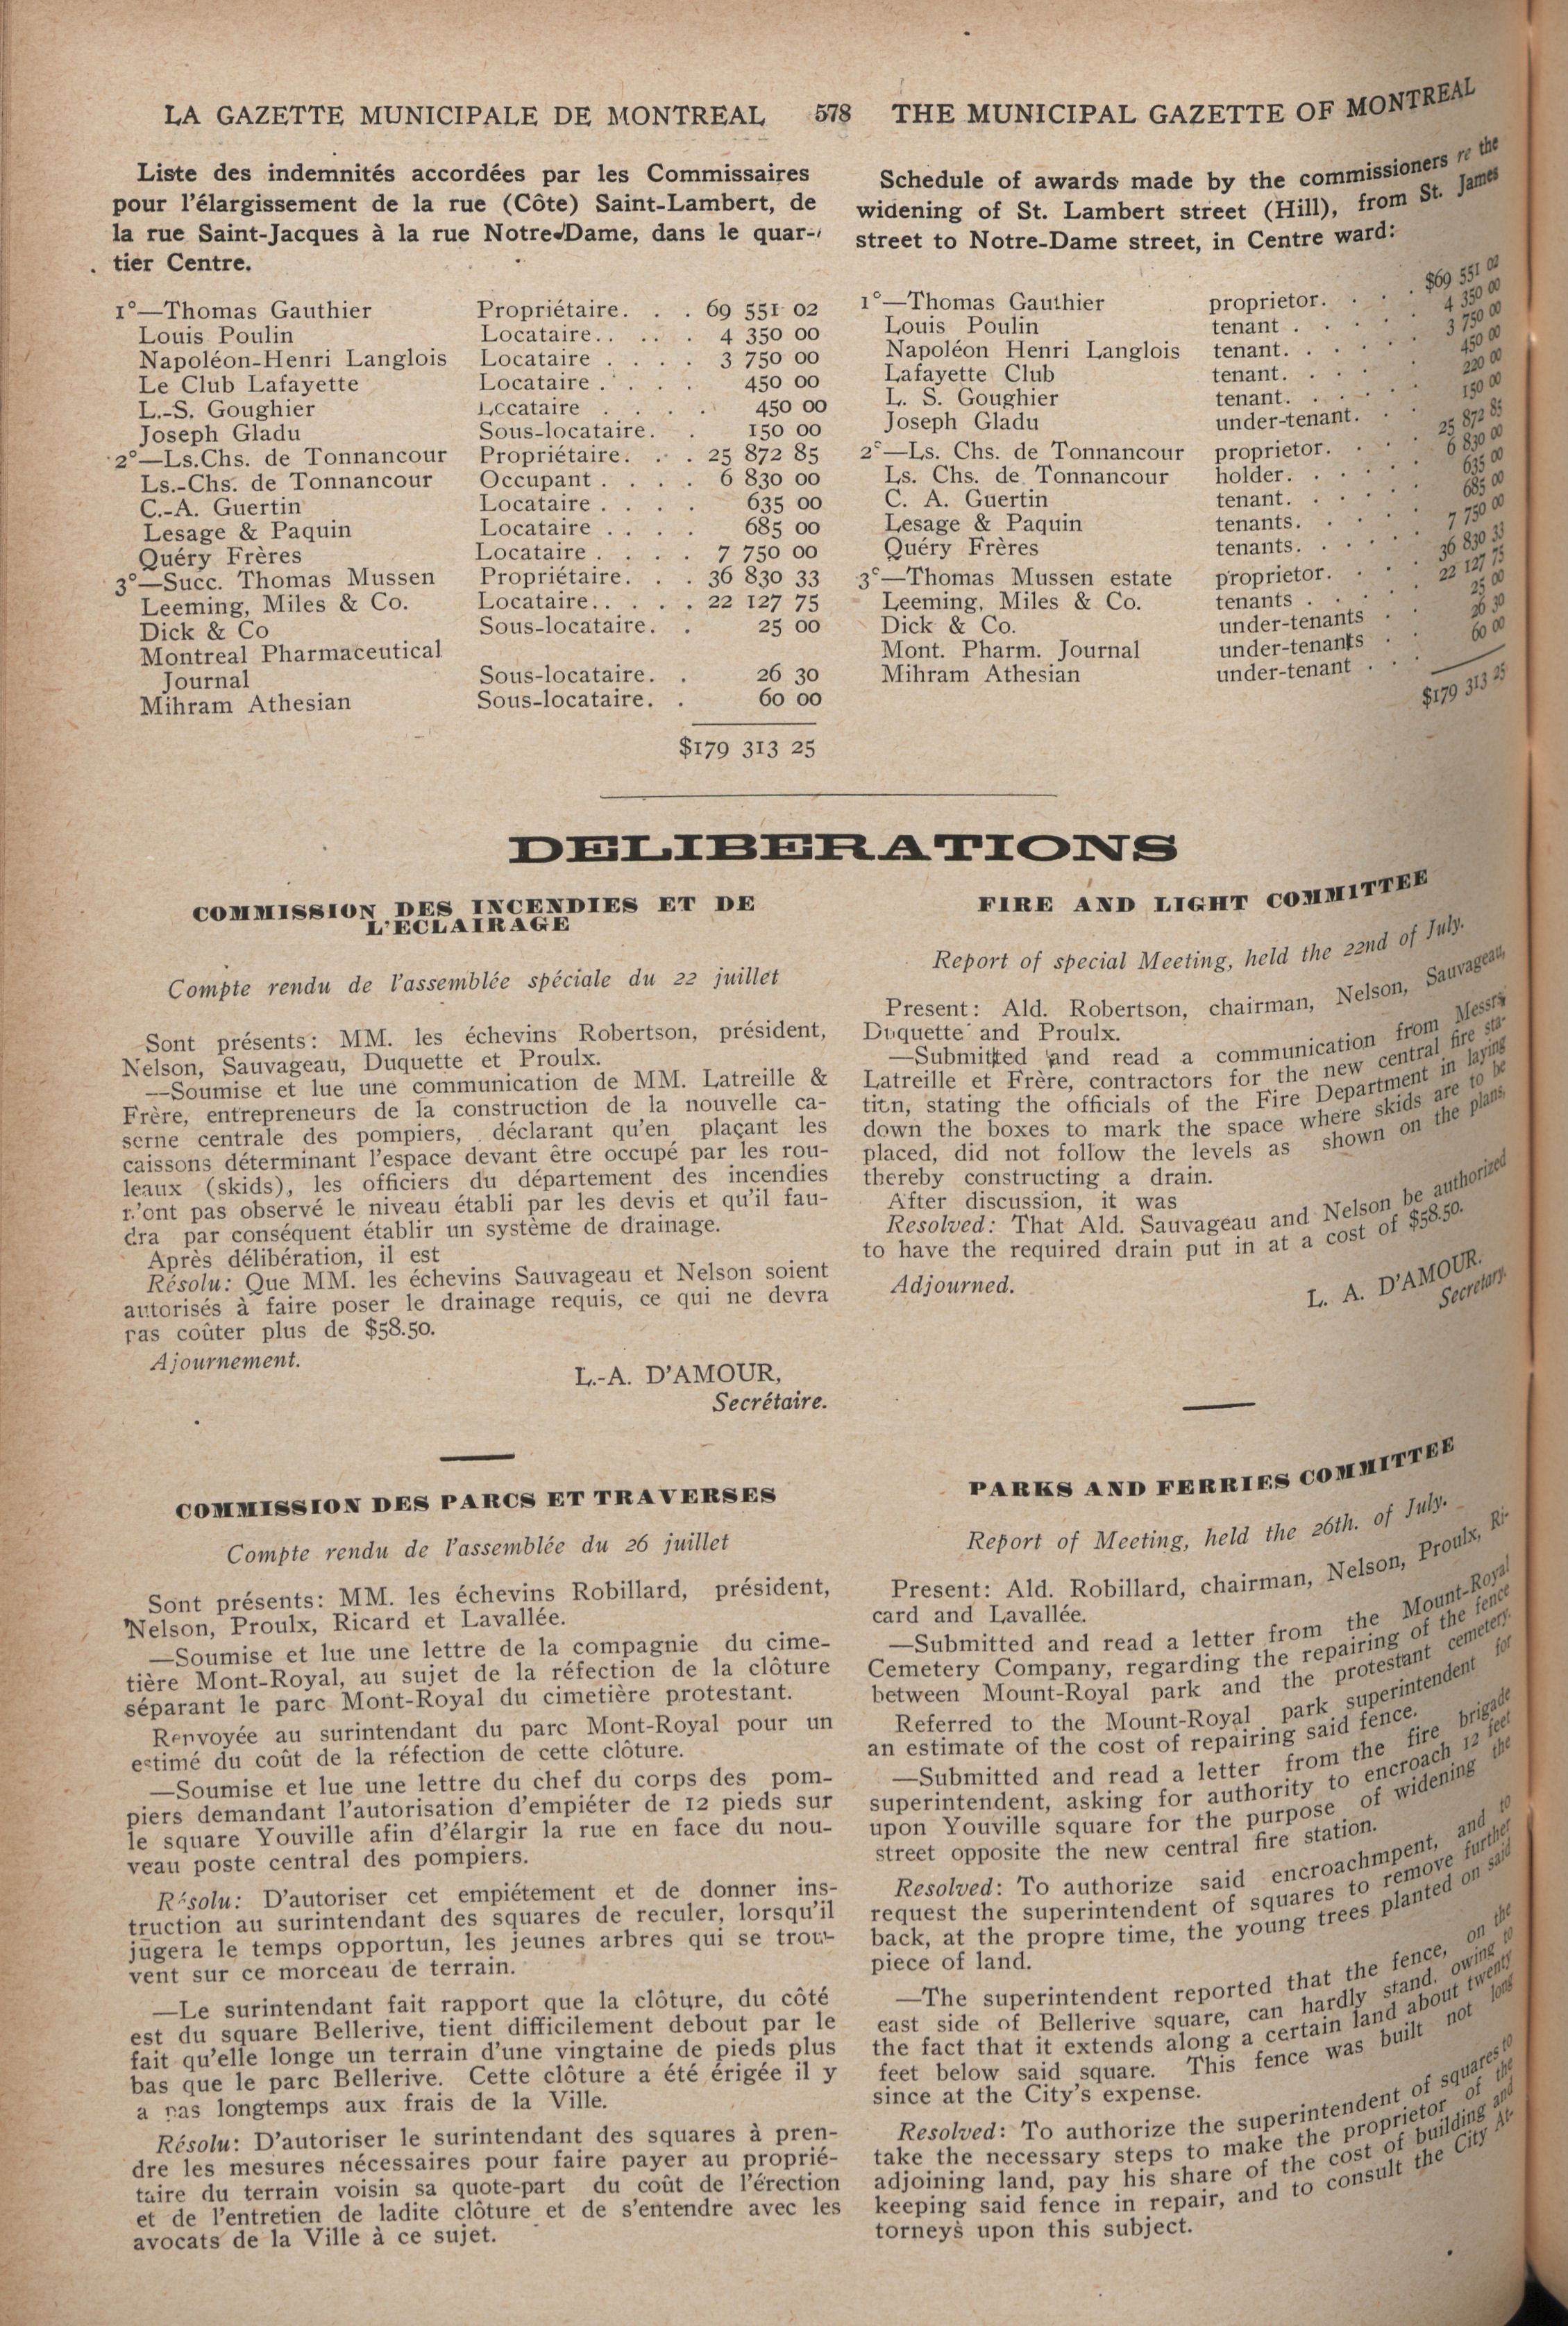 LA GAZETTE MUNICIPALE DE MONTREAL 578 THE MUNICIPAL GAZETTE OF MONTREAL
Liste des indemnités accordées par les Commissaires
pour l'élargissement de la rue (Côte) Saint-Lambert, de
la rue Saint-Jacques à la rue Notre-Dame, dans le quar-
tier Centre.
1°—Thomas Gauthier Propriétaire. . . 69 551 02
Louis Poulin Locataire. . . . . 4 350 00
Napoléon-Henri Langlois Locataire . . . . 3 750 00
Le Club Lafayette Locataire . . . . 450 00
L.-S. Goughier Locataire . . . . 450 00
Joseph Gladu Sous-locataire. . 150 00
2°—Ls.Chs. de Tonnancour Propriétaire. . . 25 872 85
Ls.-Chs. de Tonnancour Occupant . . . . 6 830 00
C.-A. Guertin Locataire . . . . 635 00
Lesage & Paquin Locataire . . . . 685 00
Quéry Frères Locataire . . . . 7 750 00
3°—Succ. Thomas Mussen Propriétaire. . . 36 830 33
Leeming, Miles & Co. Locataire. . . . . 22 127 75
Dick & Co Sous-locataire. . 25 00
Montreal Pharmaceutical
Journal Sous-locataire. . 26 30
Mihram Athesian Sous-locataire. . 60 00
$179 313 25
Schedule of awards made by the commissioners re the
widening of St. Lambert street (Hill), from St. James
street to Notre-Dame street, in Centre ward:
1°—Thomas Gauthier proprietor. . . . $69 551 02
Louis Poulin tenant . . . . 4 350 00
Napoléon Henri Langlois tenant. . . . . 3 750 00
Lafayette Club tenant. . . . . 450 00
L. S. Goughier tenant. . . . . 220 00
Joseph Gladu under-tenant. . . 150 00
2°—Ls. Chs. de Tonnancour proprietor. . . . 25 872 85
Ls. Chs. de Tonnancour holder. . . . . 6 830 00
C. A. Guertin tenant. . . . . 635 00
Lesage & Paquin tenants. . . . . 685 00
Quéry Frères tenants. . . . . 7 750 00
3°—Thomas Mussen estate proprietor. . . . 36 830 33
Leeming, Miles & Co. tenants . . . . 22 127 75
Dick & Co. under-tenants . . 25 00
Mont. Pharm. Journal under-tenants . . 26 30
Mihram Athesian under-tenant . . . 60 00
$179 313 25
DELIBERATIONS
COMMISSION DES INCENDIES ET DE
L'ECLAIRAGE
Compte rendu de l'assemblée spéciale du 22 juillet
Sont présents: MM. les échevins Robertson, président,
Nelson, Sauvageau, Duquette et Proulx.
—Soumise et lue une communication de MM. Latreille &
Frère, entrepreneurs de la construction de la nouvelle ca-
serne centrale des pompiers, déclarant qu'en plaçant les
caissons déterminant l'espace devant être occupé par les rou-
leaux (skids), les officiers du département des incendies
n'ont pas observé le niveau établi par les devis et qu'il fau-
dra par conséquent établir un système de drainage.
Après délibération, il est
Résolu: Que MM. les échevins Sauvageau et Nelson soient
autorisés à faire poser le drainage requis, ce qui ne devra
pas coûter plus de $58.50.
Ajournement.
L.-A. D'AMOUR,
Secrétaire.
COMMISSION DES PARCS ET TRAVERSES
Compte rendu de l'assemblée du 26 juillet
Sont présents: MM. les échevins Robillard, président,
Nelson, Proulx, Ricard et Lavallée.
—Soumise et lue une lettre de la compagnie du cime-
tière Mont-Royal, au sujet de la réfection de la clôture
séparant le parc Mont-Royal du cimetière protestant.
Renvoyée au surintendant du parc Mont-Royal pour un
estimé du coût de la réfection de cette clôture.
—Soumise et lue une lettre du chef du corps des pom-
piers demandant l'autorisation d'empiéter de 12 pieds sur
le square Youville afin d'élargir la rue en face du nou-
veau poste central des pompiers.
Résolu: D'autoriser cet empiétement et de donner ins-
truction au surintendant des squares de reculer, lorsqu'il
jugera le temps opportun, les jeunes arbres qui se trou-
vent sur ce morceau de terrain.
—Le surintendant fait rapport que la clôture, du côté
est du square Bellerive, tient difficilement debout par le
fait qu'elle longe un terrain d'une vingtaine de pieds plus
bas que le parc Bellerive. Cette clôture a été érigée il y
a pas longtemps aux frais de la Ville.
Résolu: D'autoriser le surintendant des squares à pren-
dre les mesures nécessaires pour faire payer au proprié-
taire du terrain voisin sa quote-part du coût de l'érection
et de l'entretien de ladite clôture et de s'entendre avec les
avocats de la Ville à ce sujet.
FIRE AND LIGHT COMMITTEE
Report of special Meeting, held the 22nd of July.
Present: Ald. Robertson, chairman, Nelson, Sauvageau,
Duquette and Proulx.
—Submitted and read a communication from Messrs
Latreille et Frère, contractors for the new central fire sta-
tion, stating the officials of the Fire Department in laying
down the boxes to mark the space where skids are to be
placed, did not follow the levels as shown on the plans,
thereby constructing a drain.
After discussion, it was
Resolved: That Ald. Sauvageau and Nelson be authorized
to have the required drain put in at a cost of $58.50.
Adjourned.
L. A. D'AMOUR.
Secretary.
PARKS AND FERRIES COMMITTEE
Report of Meeting, held the 26th. of July.
Present: Ald. Robillard, chairman, Nelson, Proulx, Ri-
card and Lavallée.
—Submitted and read a letter from the Mount-Royal
Cemetery Company, regarding the repairing of the fence
between Mount-Royal park and the protestant cemetery.
Referred to the Mount-Royal park superintendent for
an estimate of the cost of repairing said fence.
—Submitted and read a letter from the fire brigade
superintendent, asking for authority to encroach 12 feet
upon Youville square for the purpose of widening the
street opposite the new central fire station.
Resolved: To authorize said encroachmpent, and to
request the superintendent of squares to remove further
back, at the propre time, the young trees planted on said
piece of land.
—The superintendent reported that the fence, on the
east side of Bellerive square, can hardly stand. owing to
the fact that it extends along a certain land about twenty
feet below said square. This fence was built not long
since at the City's expense.
Resolved: To authorize the superintendent of squares to
take the necessary steps to make the proprietor of the
adjoining land, pay his share of the cost of building and
keeping said fence in repair, and to consult the City At-
torneys upon this subject.